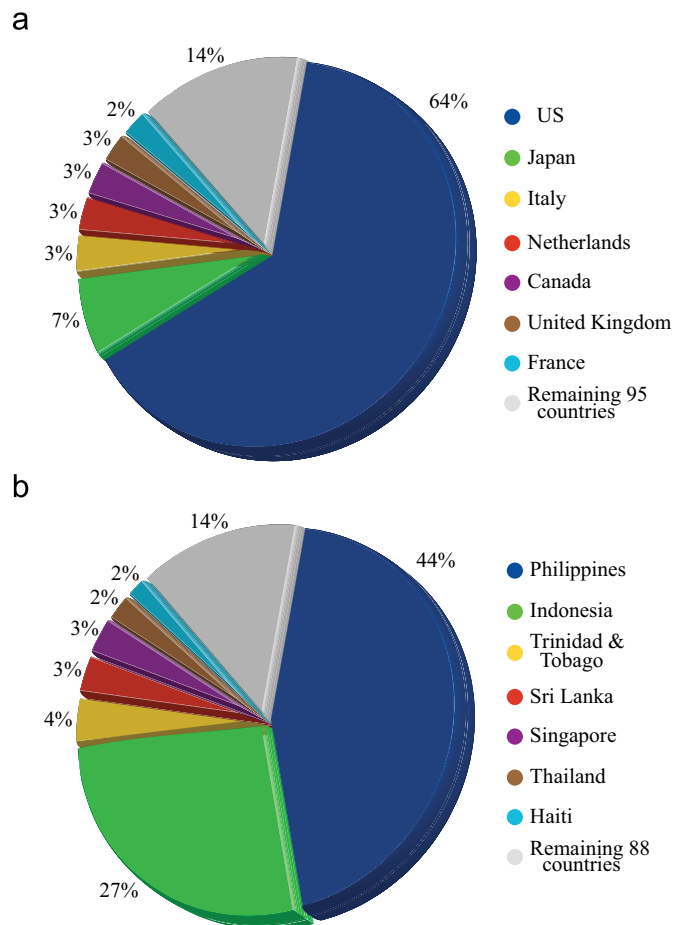 a
14%
2%
3%
3%
3%
3%
7%
64%
US
Japan
Italy
Netherlands
Canada
United Kingdom
France
Remaining 95
countries
b
14%
2%
2%
3%
3%
4%
27%
44%
Philippines
Indonesia
Trinidad &
Tobago
Sri Lanka
Singapore
Thailand
Haiti
Remaining 88
countries